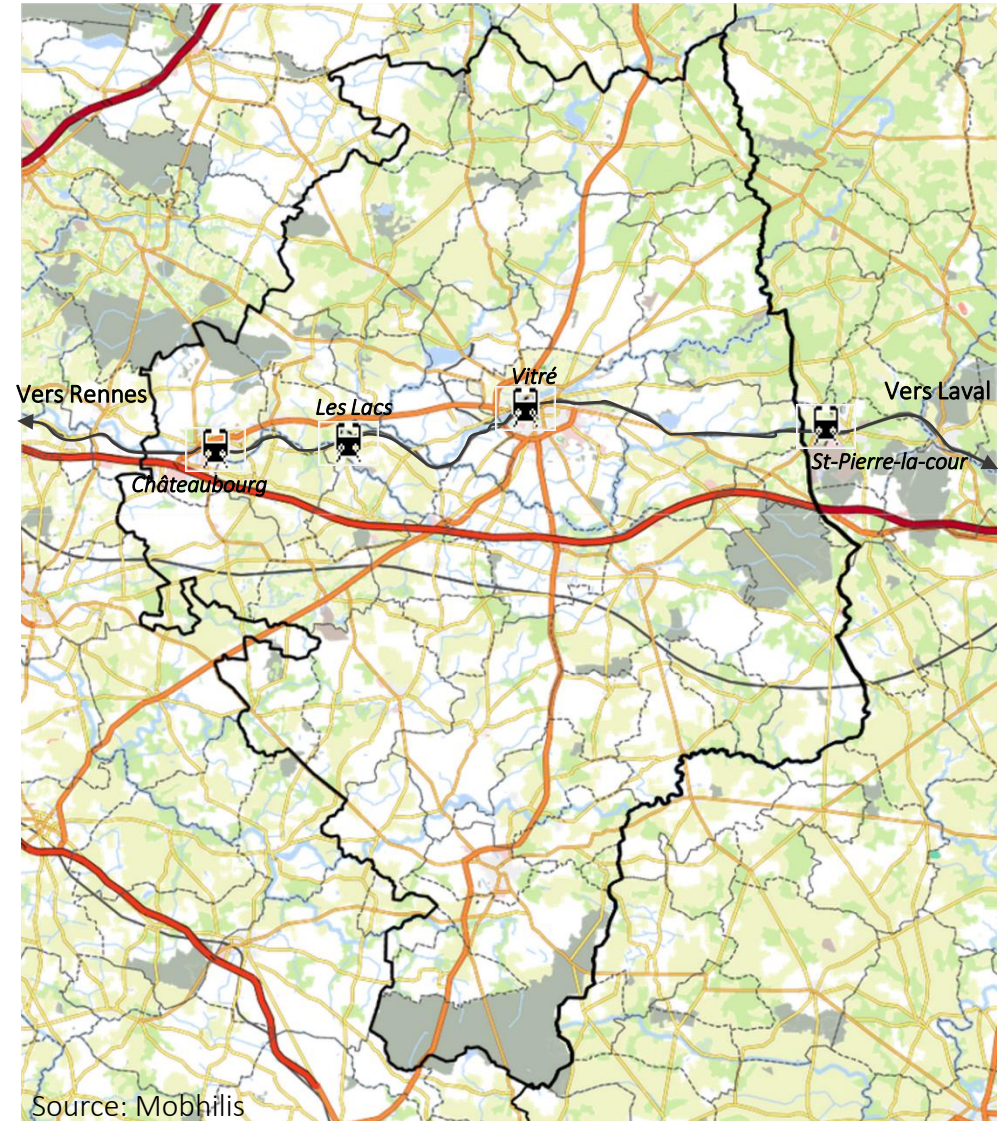 Vitré
Vers Rennes
Vers Laval
Les Lacs
St-Pierre-la-cour
Châteaubourg
Source: Mobhilis